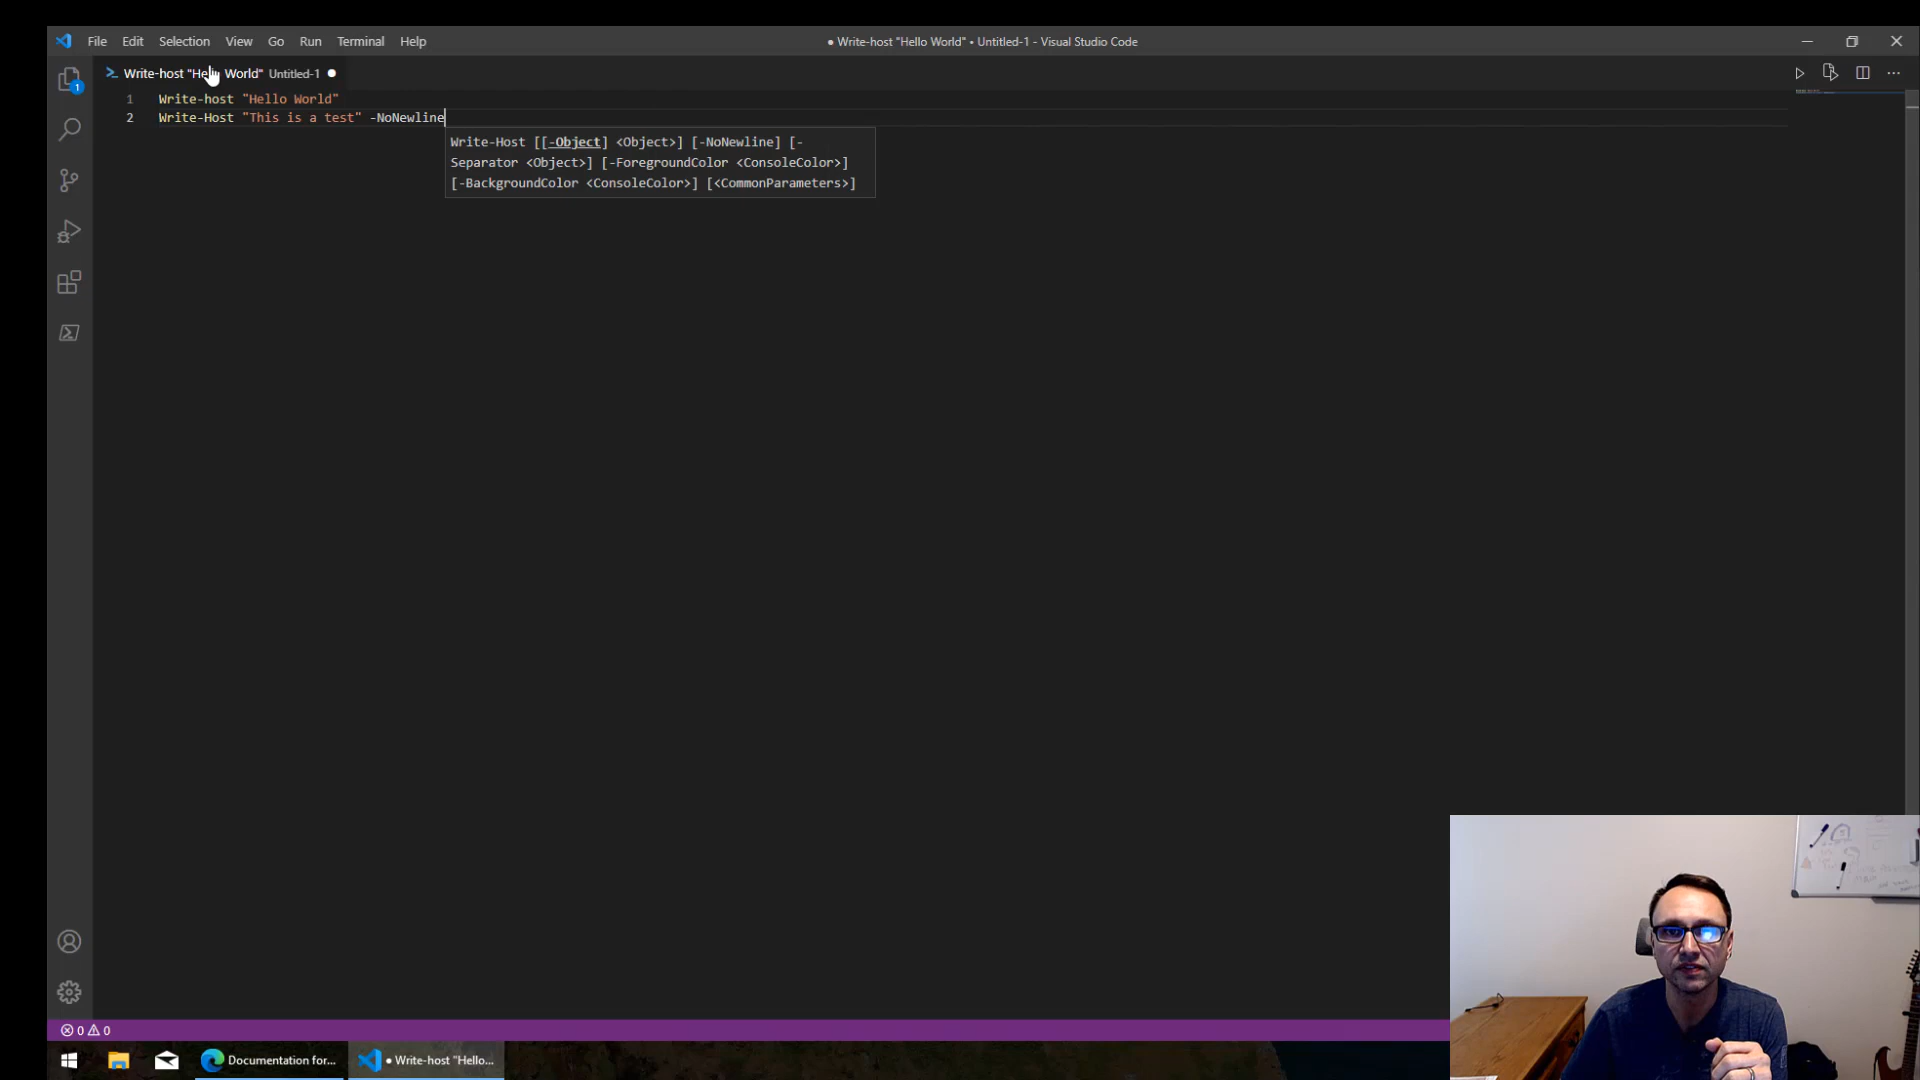 File Edit Selection View Go Run Terminal Help
● Write-host "Hello World" • Untitled-1 - Visual Studio Code
Write-host "Hello World" Untitled-1
1 Write-host "Hello World"
2 Write-Host "This is a test" -NoNewline
Write-Host [[-Object] <Object>] [-NoNewline] [-
Separator <Object>] [-ForegroundColor <ConsoleColor>]
[-BackgroundColor <ConsoleColor>] [<CommonParameters>]
1
0 0
Documentation for...
● Write-host "Hello...